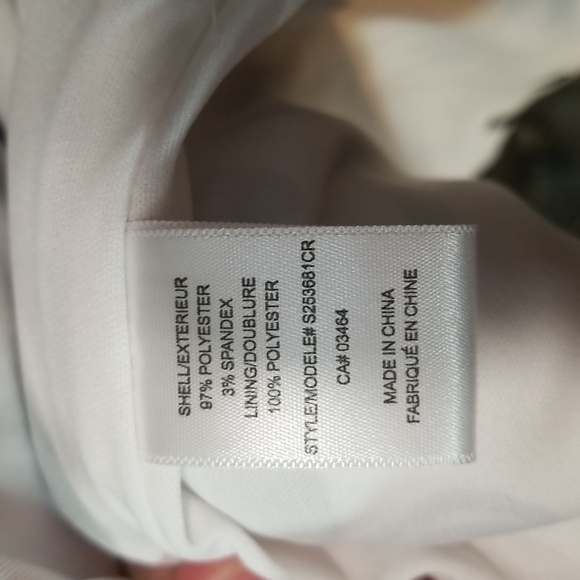 SHELL/EXTERIEUR
97% POLYESTER
3% SPANDEX
LINING/DOUBLURE
100% POLYESTER
STYLE/MODELE# S253681CR
CA# 03464
MADE IN CHINA
FABRIQUÉ EN CHINE